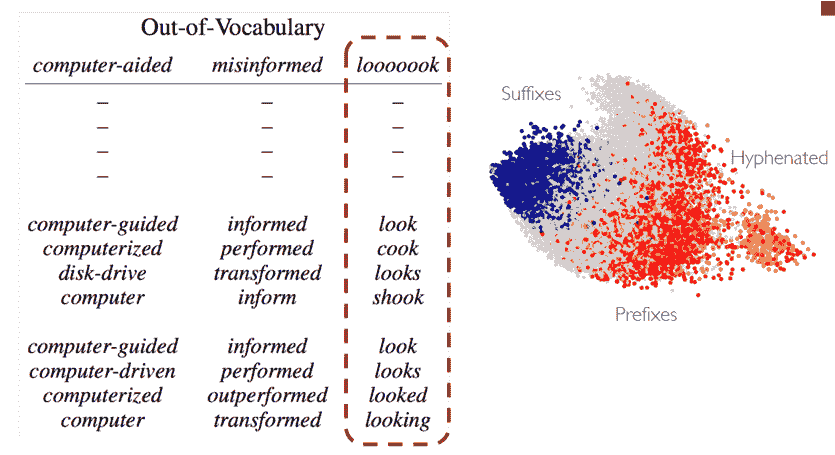 Out-of-Vocabulary
computer-aided misinformed looooook
– – –
– – –
– – –
– – –
computer-guided informed look
computerized performed cook
disk-drive transformed looks
computer inform shook
computer-guided informed look
computer-driven performed looks
computerized outperformed looked
computer transformed looking
Suffixes
Hyphenated
Prefixes